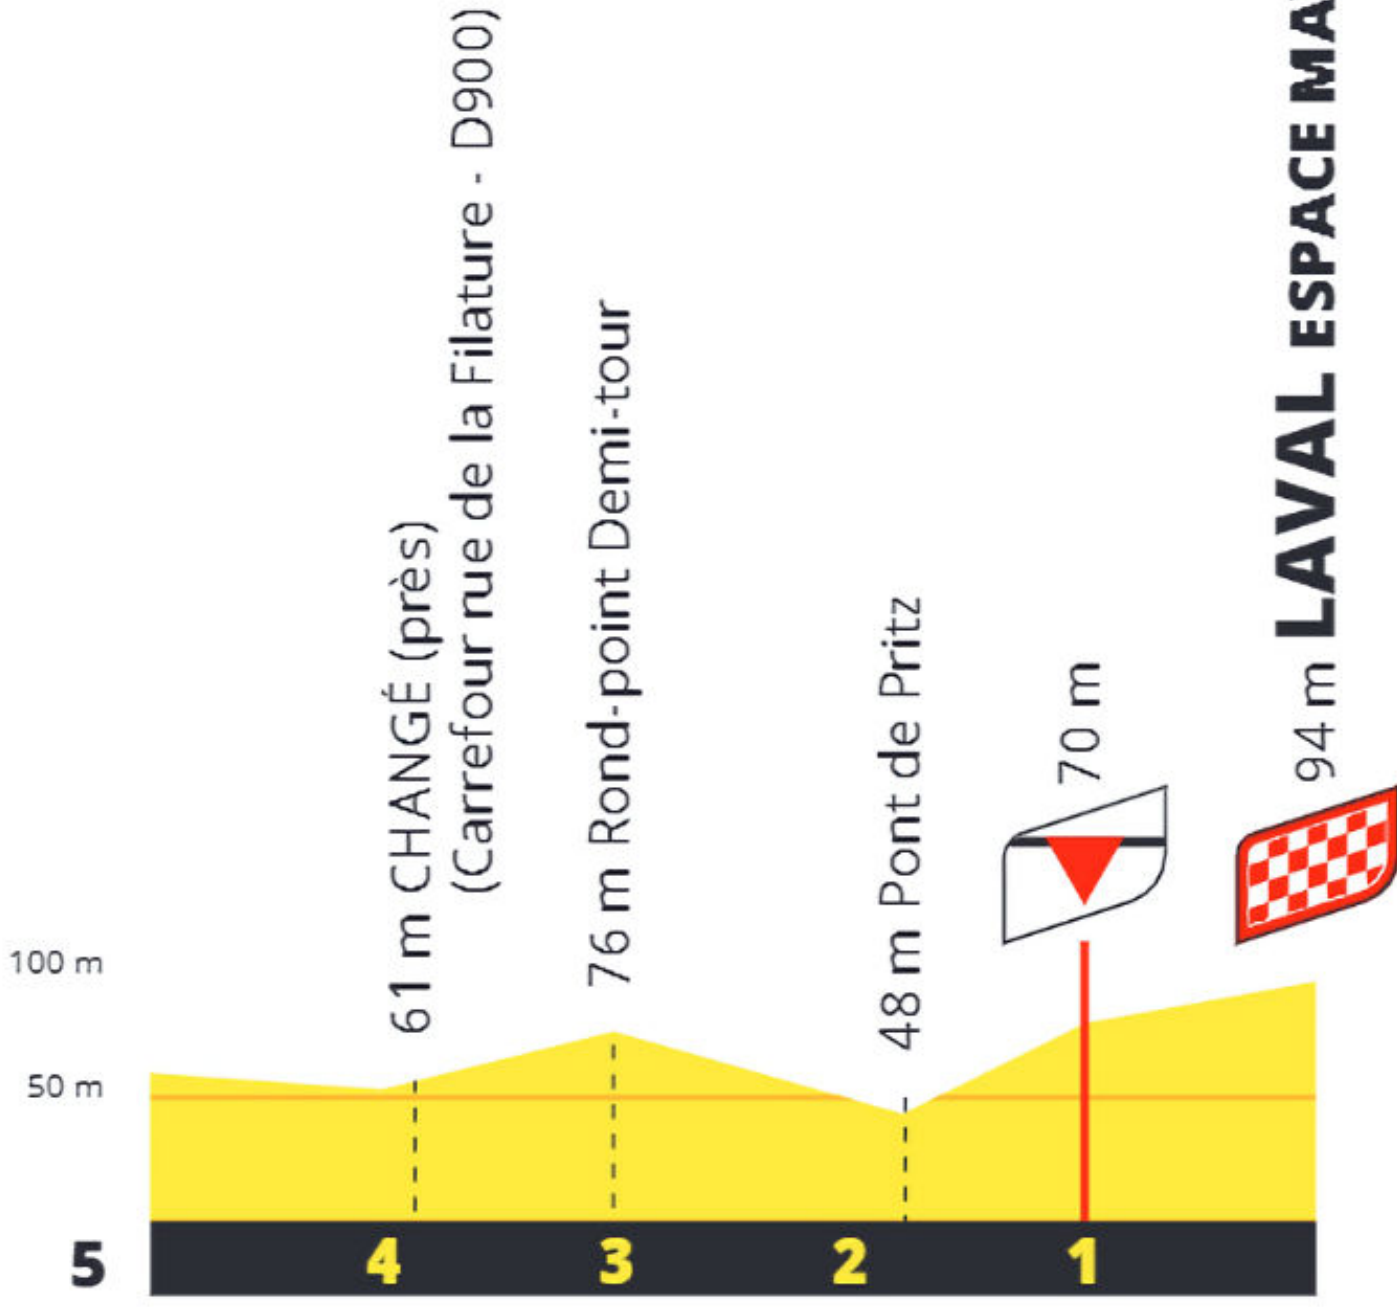 61 m CHANGÉ (près)
(Carrefour rue de la Filature - D900)
76 m Rond-point Demi-tour
48 m Pont de Pritz
70 m
94 m LAVAL ESPACE
100 m
50 m
5 4 3 2 1